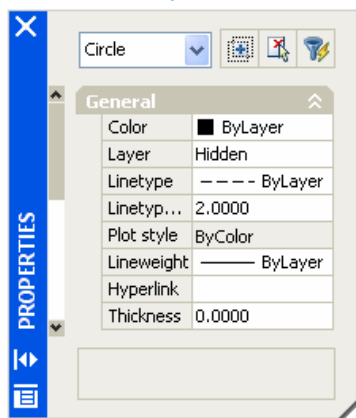 Circle
General
Color ByLayer
Layer Hidden
Linetype ByLayer
Linetyp... 2.0000
Plot style ByColor
Lineweight ByLayer
Hyperlink
Thickness 0.0000
PROPERTIES